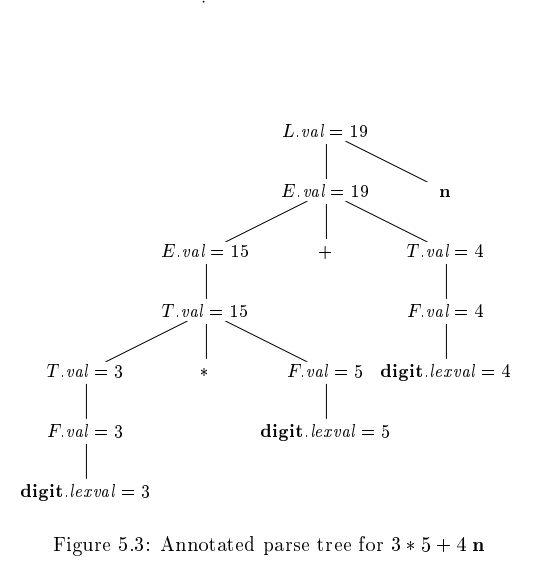 L.val = 19
E.val = 19 n
E.val = 15 + T.val = 4
T.val = 15 F.val = 4
T.val = 3 * F.val = 5 digit.lexval = 4
F.val = 3 digit.lexval = 5
digit.lexval = 3
Figure 5.3: Annotated parse tree for 3 * 5 + 4 n